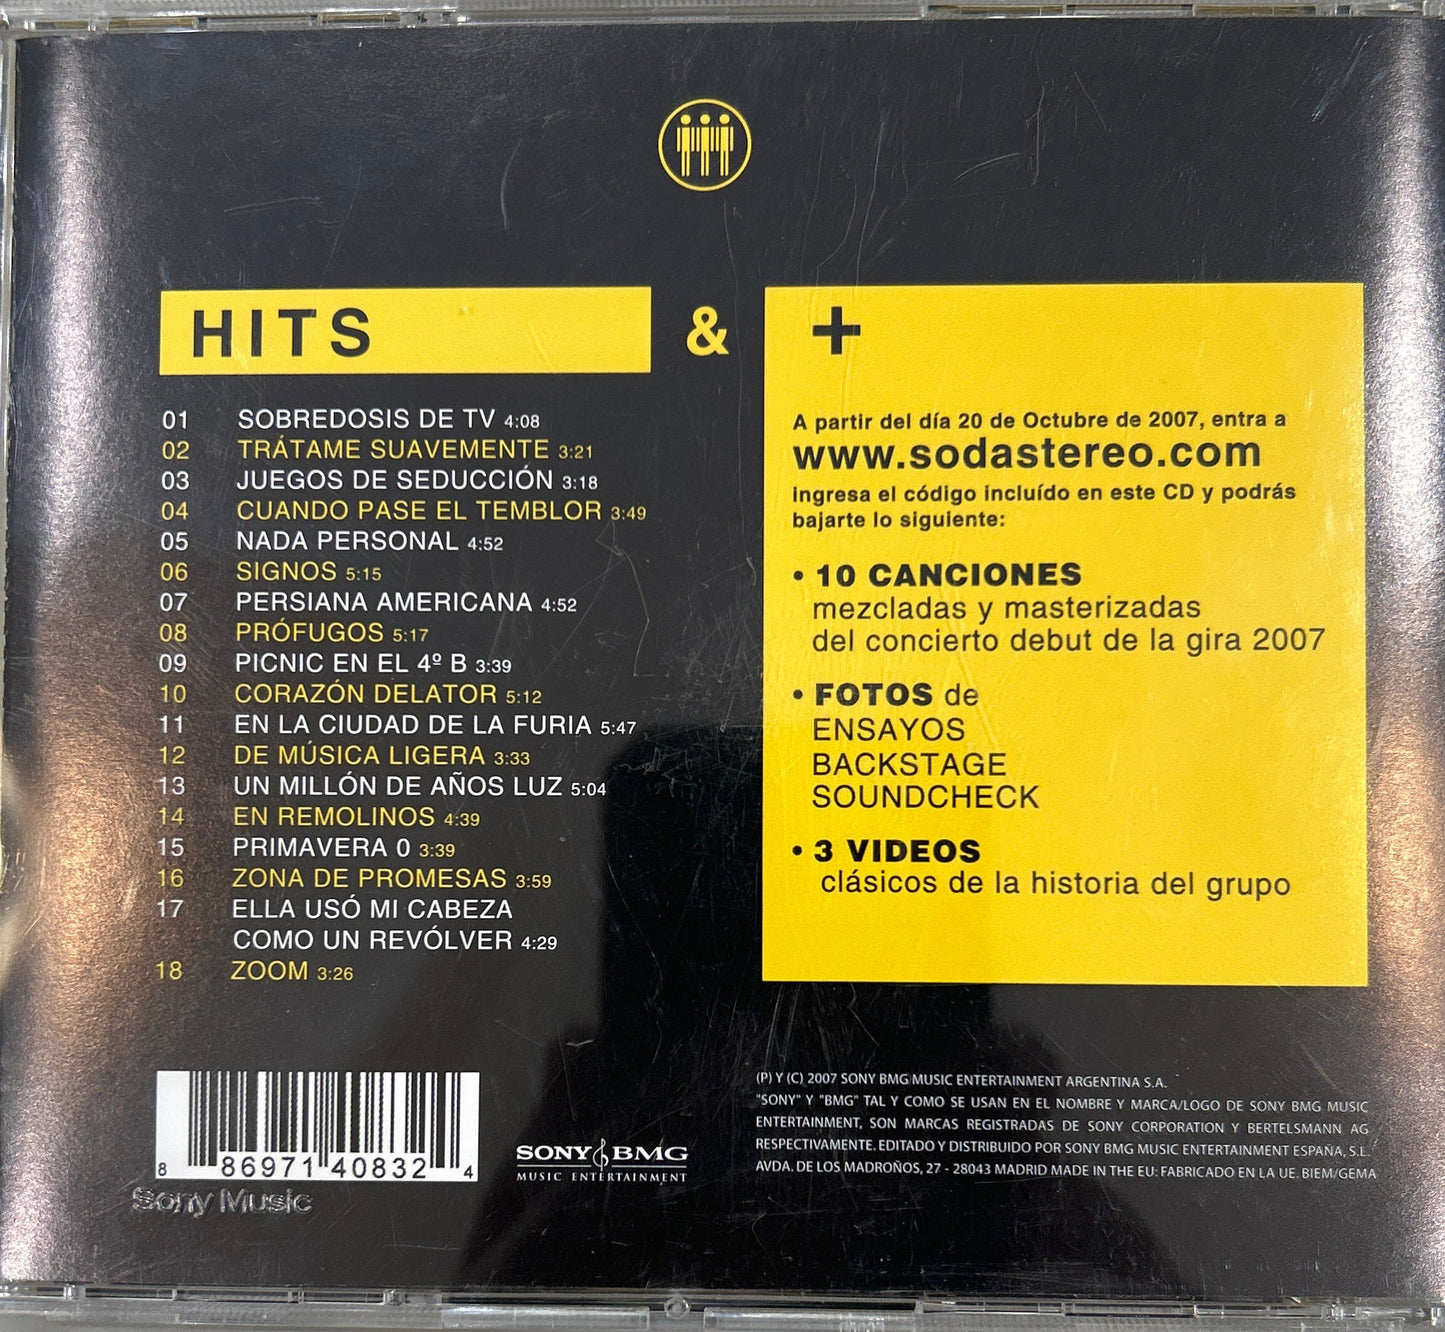 HITS
&
+
01 SOBREDOSIS DE TV 4:08
02 TRÁTAME SUAVEMENTE 3:21
03 JUEGOS DE SEDUCCIÓN 3:18
04 CUANDO PASE EL TEMBLOR 3:49
05 NADA PERSONAL 4:52
06 SIGNOS 5:15
07 PERSIANA AMERICANA 4:52
08 PRÓFUGOS 5:17
09 PICNIC EN EL 4º B 3:39
10 CORAZÓN DELATOR 5:12
11 EN LA CIUDAD DE LA FURIA 5:47
12 DE MÚSICA LIGERA 3:33
13 UN MILLÓN DE AÑOS LUZ 5:04
14 EN REMOLINOS 4:39
15 PRIMAVERA 0 3:39
16 ZONA DE PROMESAS 3:59
17 ELLA USÓ MI CABEZA
COMO UN REVÓLVER 4:29
18 ZOOM 3:26
A partir del día 20 de Octubre de 2007, entra a
www.sodastereo.com
ingresa el código incluído en este CD y podrás
bajarte lo siguiente:
• 10 CANCIONES
mezcladas y masterizadas
del concierto debut de la gira 2007
• FOTOS de
ENSAYOS
BACKSTAGE
SOUNDCHECK
• 3 VIDEOS
clásicos de la historia del grupo
8 86971 40832 4
Sony Music
SONY BMG
MUSIC ENTERTAINMENT
(P) Y (C) 2007 SONY BMG MUSIC ENTERTAINMENT ARGENTINA S.A.
"SONY" Y "BMG" TAL Y COMO SE USAN EN EL NOMBRE Y MARCA/LOGO DE SONY BMG MUSIC
ENTERTAINMENT, SON MARCAS REGISTRADAS DE SONY CORPORATION Y BERTELSMANN AG
RESPECTIVAMENTE. EDITADO Y DISTRIBUIDO POR SONY BMG MUSIC ENTERTAINMENT ESPAÑA, S.L.
AVDA. DE LOS MADROÑOS, 27 - 28043 MADRID MADE IN THE EU: FABRICADO EN LA UE. BIEM/GEMA